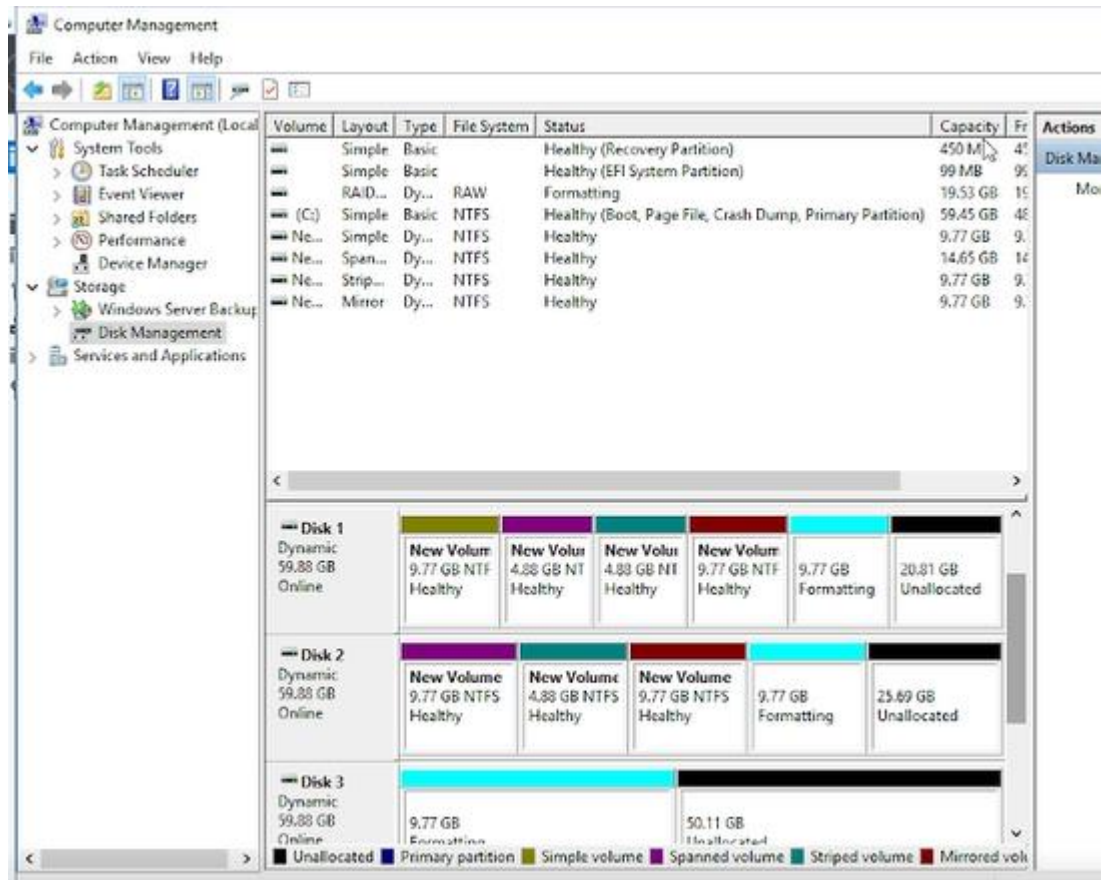 Computer Management
File Action View Help
Computer Management (Local
System Tools
Task Scheduler
Event Viewer
Shared Folders
Performance
Device Manager
Storage
Windows Server Backup
Disk Management
Services and Applications
Volume Layout Type File System Status Capacity Fr
Simple Basic Healthy (Recovery Partition) 450 M
Simple Basic Healthy (EFI System Partition) 99 MB
RAID... Dy... RAW Formatting 19.53 GB
(C:) Simple Basic NTFS Healthy (Boot, Page File, Crash Dump, Primary Partition) 59.45 GB
Ne... Simple Dy... NTFS Healthy 9.77 GB 9.
Ne... Span... Dy... NTFS Healthy 14.65 GB
Ne... Strip... Dy... NTFS Healthy 9.77 GB 9.
Ne... Mirror Dy... NTFS Healthy 9.77 GB 9.
Actions
Disk Ma
Mo
Disk 1
Dynamic
59.88 GB
Online
New Volum
9.77 GB NTF
Healthy
New Volu
4.88 GB NT
Healthy
New Volu
4.88 GB NT
Healthy
New Volum
9.77 GB NTF
Healthy
9.77 GB
Formatting
20.81 GB
Unallocated
Disk 2
Dynamic
59.88 GB
Online
New Volume
9.77 GB NTFS
Healthy
New Volume
4.88 GB NTFS
Healthy
New Volume
9.77 GB NTFS
Healthy
9.77 GB
Formatting
25.69 GB
Unallocated
Disk 3
Dynamic
59.88 GB
Online
9.77 GB
Formatting
50.11 GB
Unallocated
Unallocated Primary partition Simple volume Spanned volume Striped volume Mirrored volu